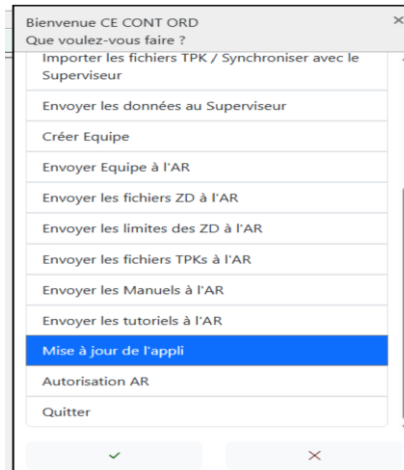 Bienvenue CE CONT ORD
Que voulez-vous faire ?
Importer les fichiers TPK / Synchroniser avec le
Superviseur
Envoyer les données au Superviseur
Créer Equipe
Envoyer Equipe à l'AR
Envoyer les fichiers ZD à l'AR
Envoyer les limites des ZD à l'AR
Envoyer les fichiers TPKs à l'AR
Envoyer les Manuels à l'AR
Envoyer les tutoriels à l'AR
Mise à jour de l'appli
Autorisation AR
Quitter